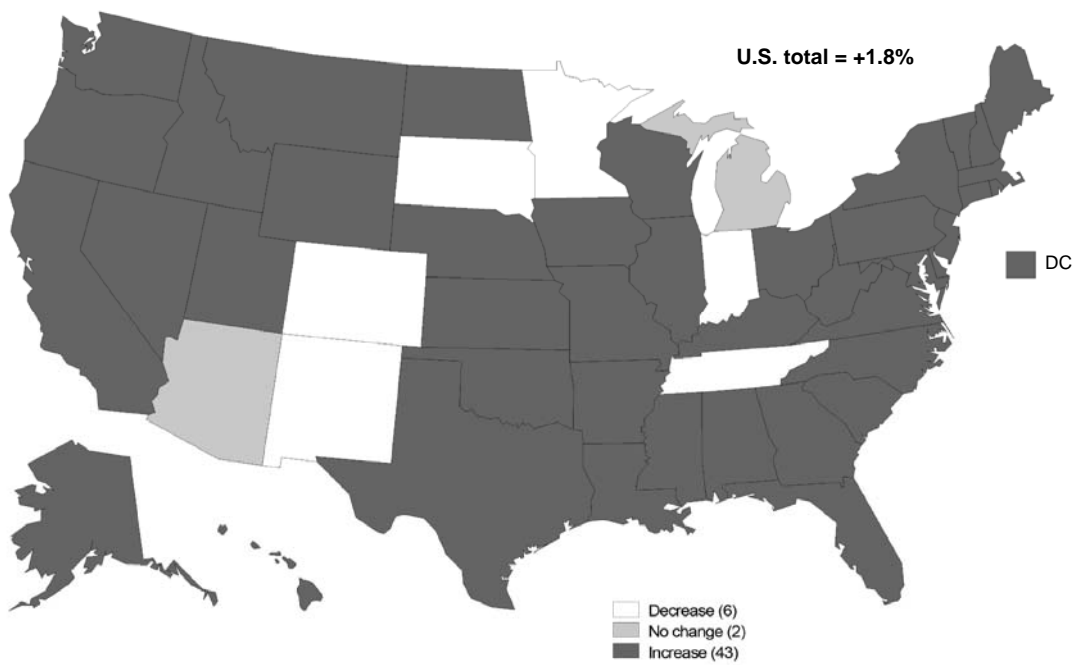 U.S. total = +1.8%
DC
Decrease (6)
No change (2)
Increase (43)